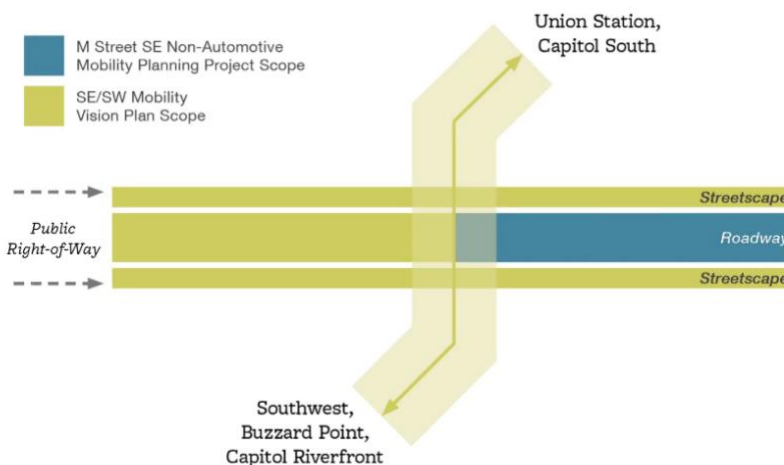 Union Station,
Capitol South
M Street SE Non-Automotive
Mobility Planning Project Scope
SE/SW Mobility
Vision Plan Scope
Streetscape
Public
Right-of-Way
Roadway
Streetscape
Southwest,
Buzzard Point,
Capitol Riverfront